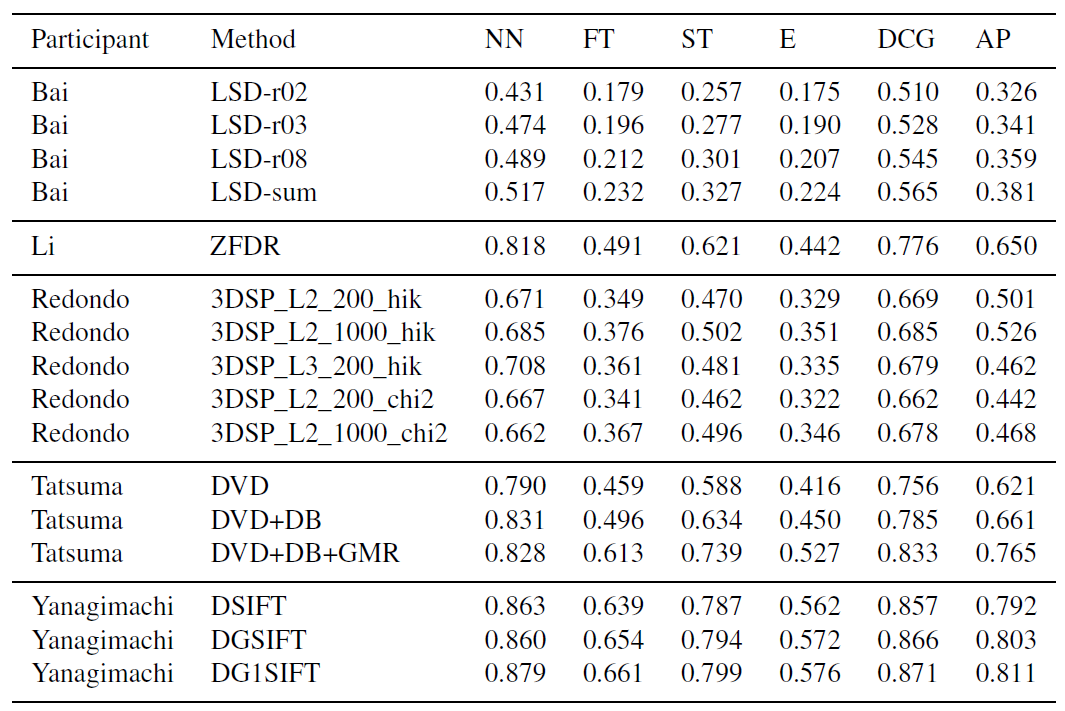 Participant Method NN FT ST E DCG AP
Bai LSD-r02 0.431 0.179 0.257 0.175 0.510 0.326
Bai LSD-r03 0.474 0.196 0.277 0.190 0.528 0.341
Bai LSD-r08 0.489 0.212 0.301 0.207 0.545 0.359
Bai LSD-sum 0.517 0.232 0.327 0.224 0.565 0.381
Li ZFDR 0.818 0.491 0.621 0.442 0.776 0.650
Redondo 3DSP_L2_200_hik 0.671 0.349 0.470 0.329 0.669 0.501
Redondo 3DSP_L2_1000_hik 0.685 0.376 0.502 0.351 0.685 0.526
Redondo 3DSP_L3_200_hik 0.708 0.361 0.481 0.335 0.679 0.462
Redondo 3DSP_L2_200_chi2 0.667 0.341 0.462 0.322 0.662 0.442
Redondo 3DSP_L2_1000_chi2 0.662 0.367 0.496 0.346 0.678 0.468
Tatsuma DVD 0.790 0.459 0.588 0.416 0.756 0.621
Tatsuma DVD+DB 0.831 0.496 0.634 0.450 0.785 0.661
Tatsuma DVD+DB+GMR 0.828 0.613 0.739 0.527 0.833 0.765
Yanagimachi DSIFT 0.863 0.639 0.787 0.562 0.857 0.792
Yanagimachi DGSIFT 0.860 0.654 0.794 0.572 0.866 0.803
Yanagimachi DG1SIFT 0.879 0.661 0.799 0.576 0.871 0.811